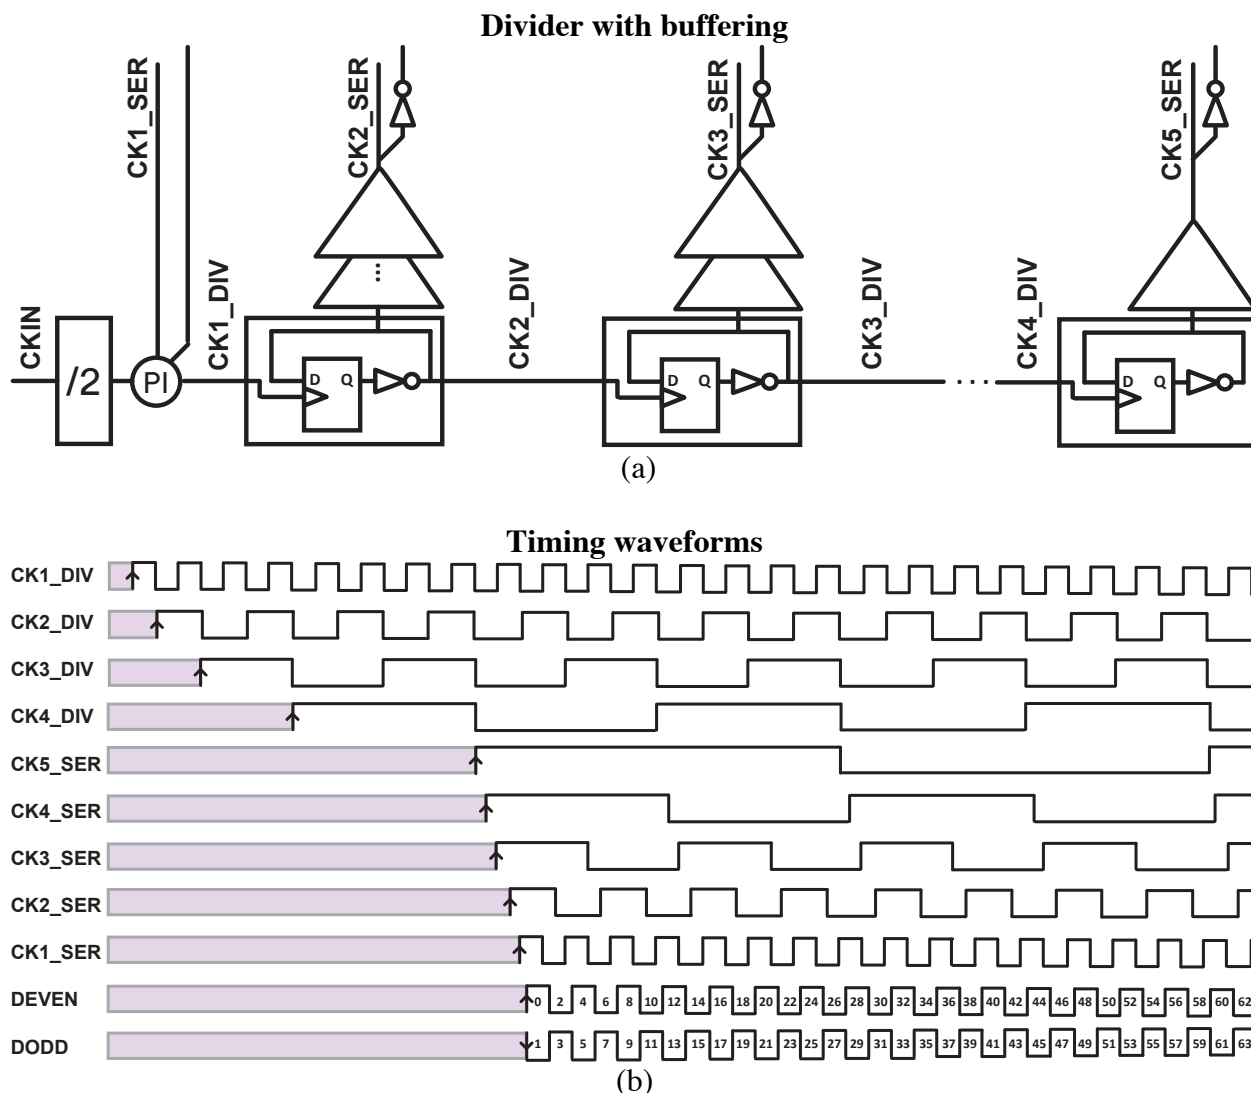 Divider with buffering
CK1_SER
CK2_SER
CK3_SER
CK5_SER
CKIN
CK1_DIV
CK2_DIV
CK3_DIV
CK4_DIV
/2
PI
D Q
D Q
D Q
(a)
Timing waveforms
CK1_DIV
CK2_DIV
CK3_DIV
CK4_DIV
CK5_SER
CK4_SER
CK3_SER
CK2_SER
CK1_SER
DEVEN 0 2 4 6 8 10 12 14 16 18 20 22 24 26 28 30 32 34 36 38 40 42 44 46 48 50 52 54 56 58 60 62
DODD 1 3 5 7 9 11 13 15 17 19 21 23 25 27 29 31 33 35 37 39 41 43 45 47 49 51 53 55 57 59 61 63
(b)